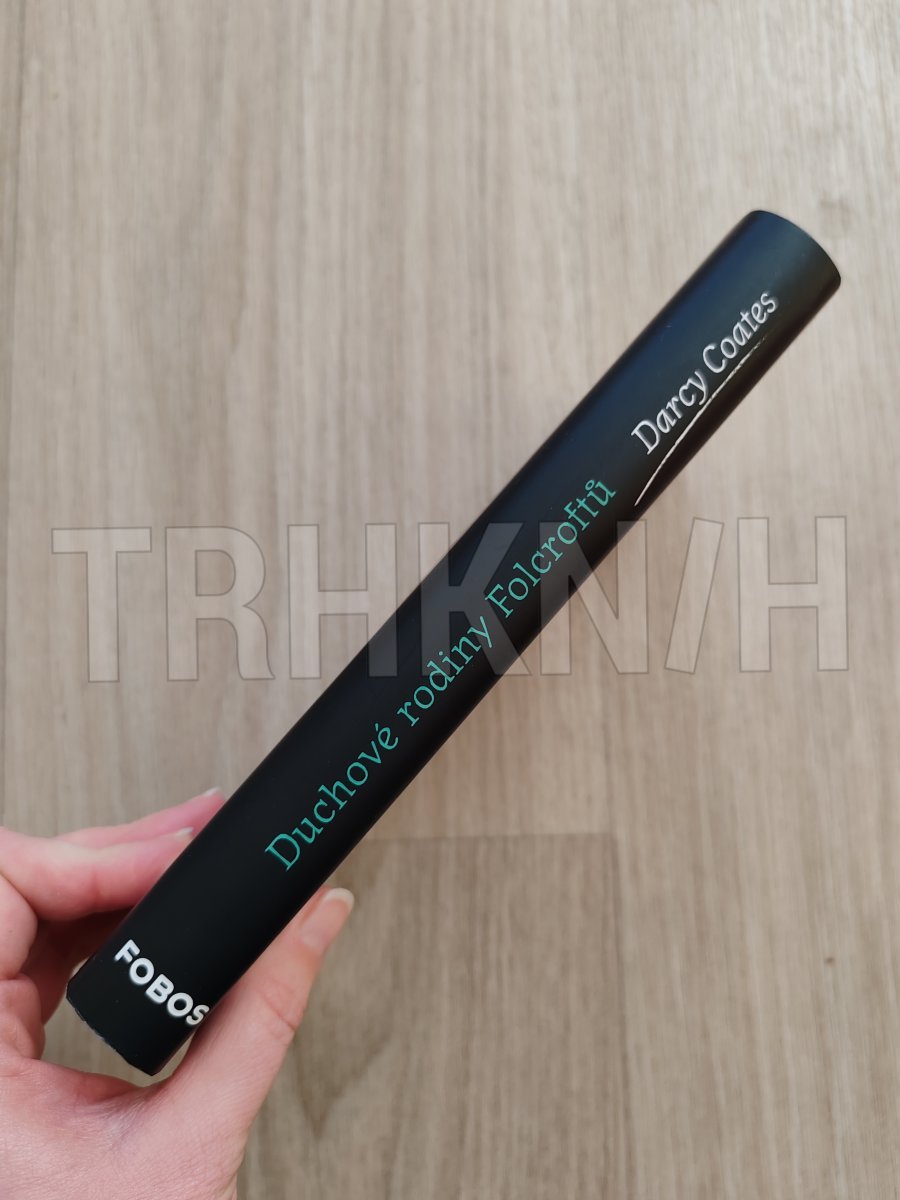 Darcy Coates
Duchové rodiny Folcroftů
FOBOS
TRHKNIH